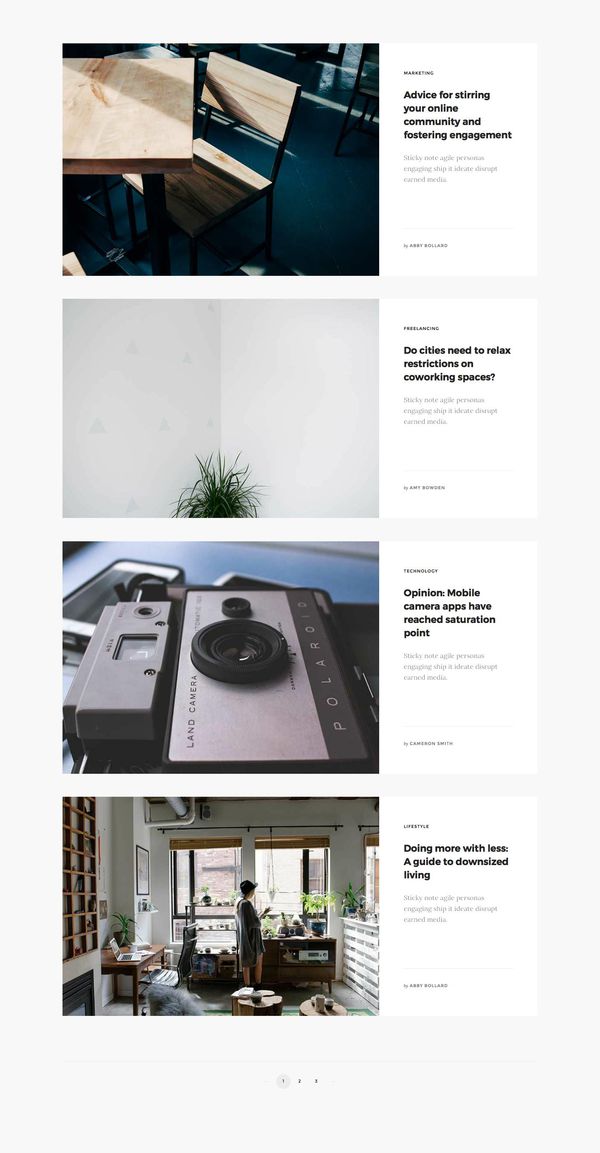 MARKETING
Advice for stirring
your online
community and
fostering engagement
Sticky note agile personas
engaging ship it ideate disrupt
earned media.
by ABBY BOLLARD
FREELANCING
Do cities need to relax
restrictions on
coworking spaces?
Sticky note agile personas
engaging ship it ideate disrupt
earned media.
by AMY BOWDEN
LAND CAMERA
POLAROID
TECHNOLOGY
Opinion: Mobile
camera apps have
reached saturation
point
Sticky note agile personas
engaging ship it ideate disrupt
earned media.
by CAMERON SMITH
LIFESTYLE
Doing more with less:
A guide to downsized
living
Sticky note agile personas
engaging ship it ideate disrupt
earned media.
by ABBY BOLLARD
1 2 3